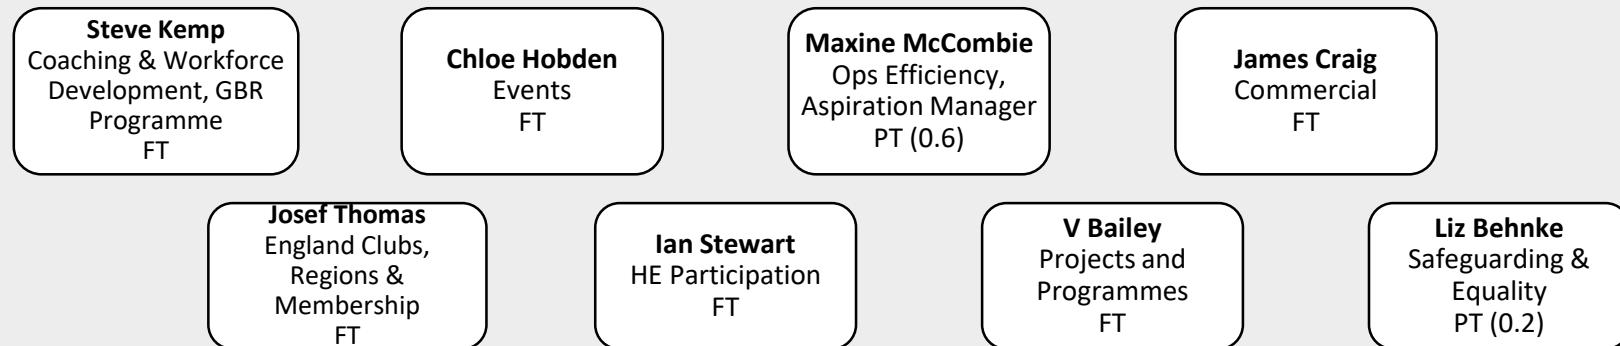 Steve Kemp
Coaching & Workforce
Development, GBR
Programme
FT
Chloe Hobden
Events
FT
Maxine McCombie
Ops Efficiency,
Aspiration Manager
PT (0.6)
James Craig
Commercial
FT
Josef Thomas
England Clubs,
Regions &
Membership
FT
Ian Stewart
HE Participation
FT
V Bailey
Projects and
Programmes
FT
Liz Behnke
Safeguarding &
Equality
PT (0.2)